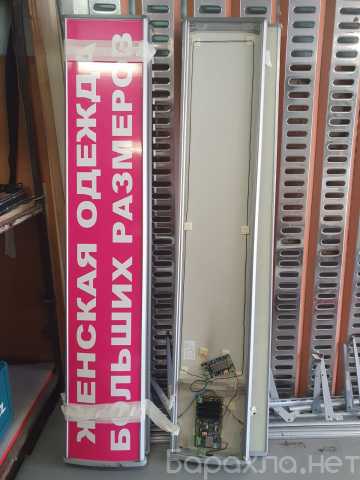 ЖЕНСКАЯ ОДЕЖДА
БОЛЬШИХ РАЗМЕРОВ
Барахла.нет